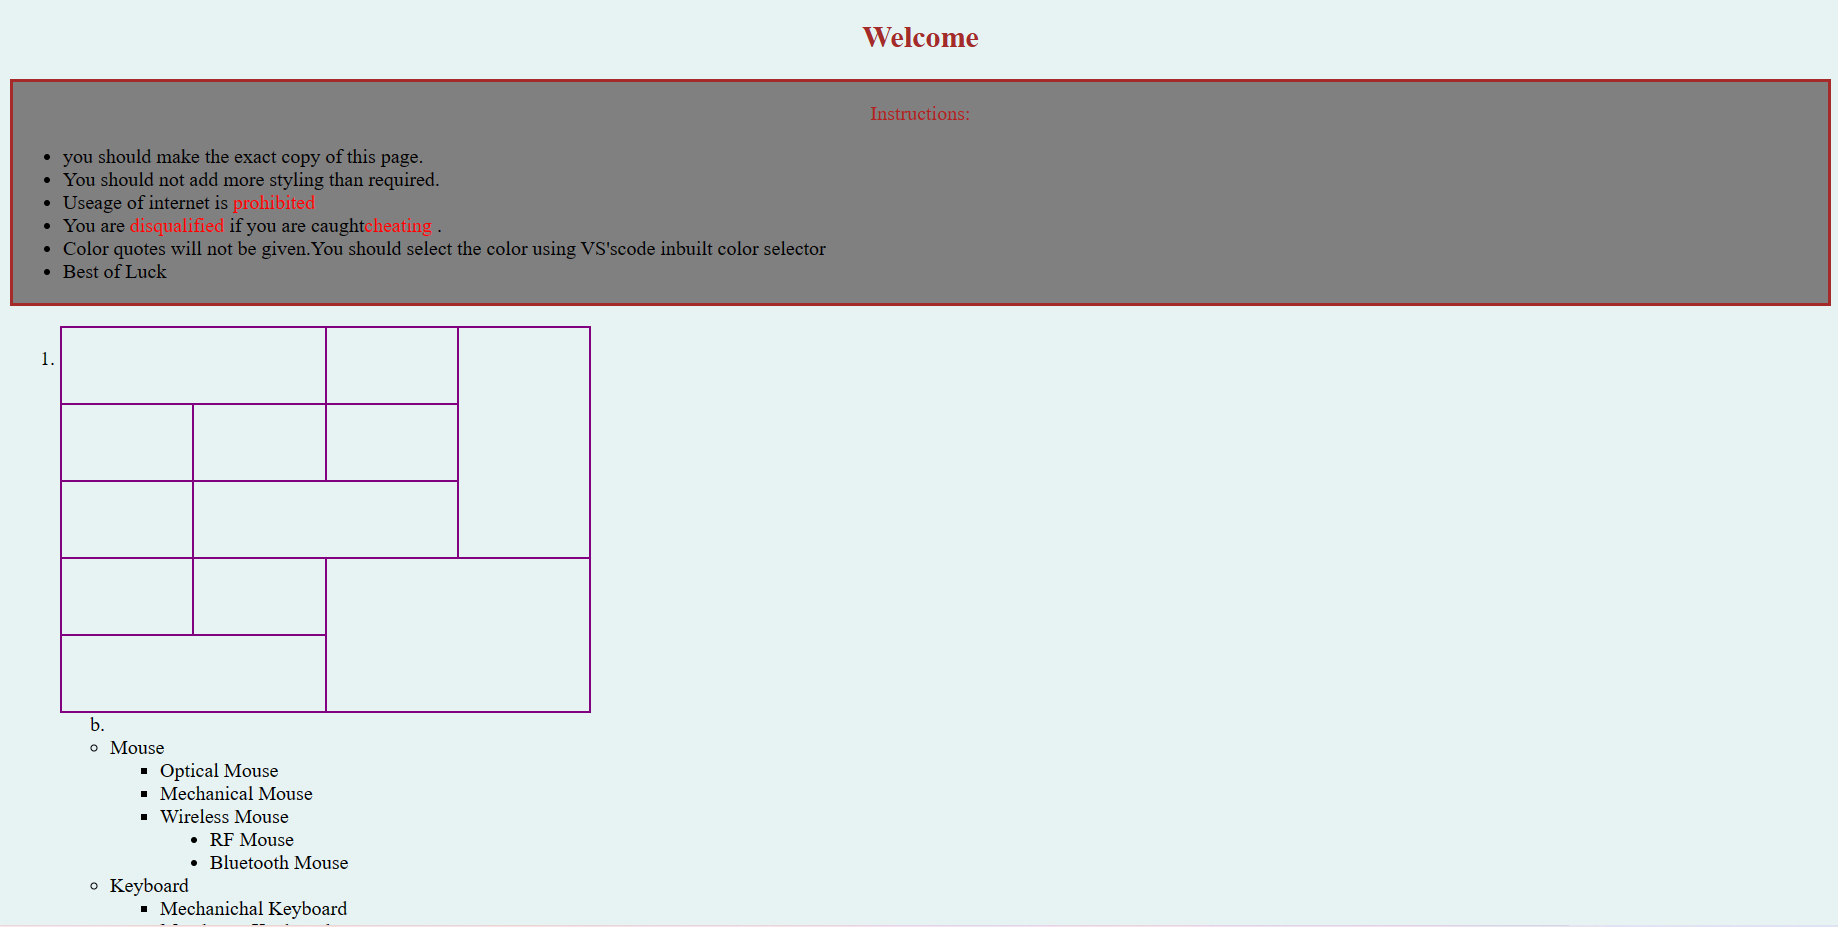 Welcome
Instructions:
you should make the exact copy of this page.
You should not add more styling than required.
Useage of internet is prohibited
You are disqualified if you are caughtcheating .
Color quotes will not be given.You should select the color using VS'scode inbuilt color selector
Best of Luck
1.
b.
Mouse
Optical Mouse
Mechanical Mouse
Wireless Mouse
RF Mouse
Bluetooth Mouse
Keyboard
Mechanichal Keyboard